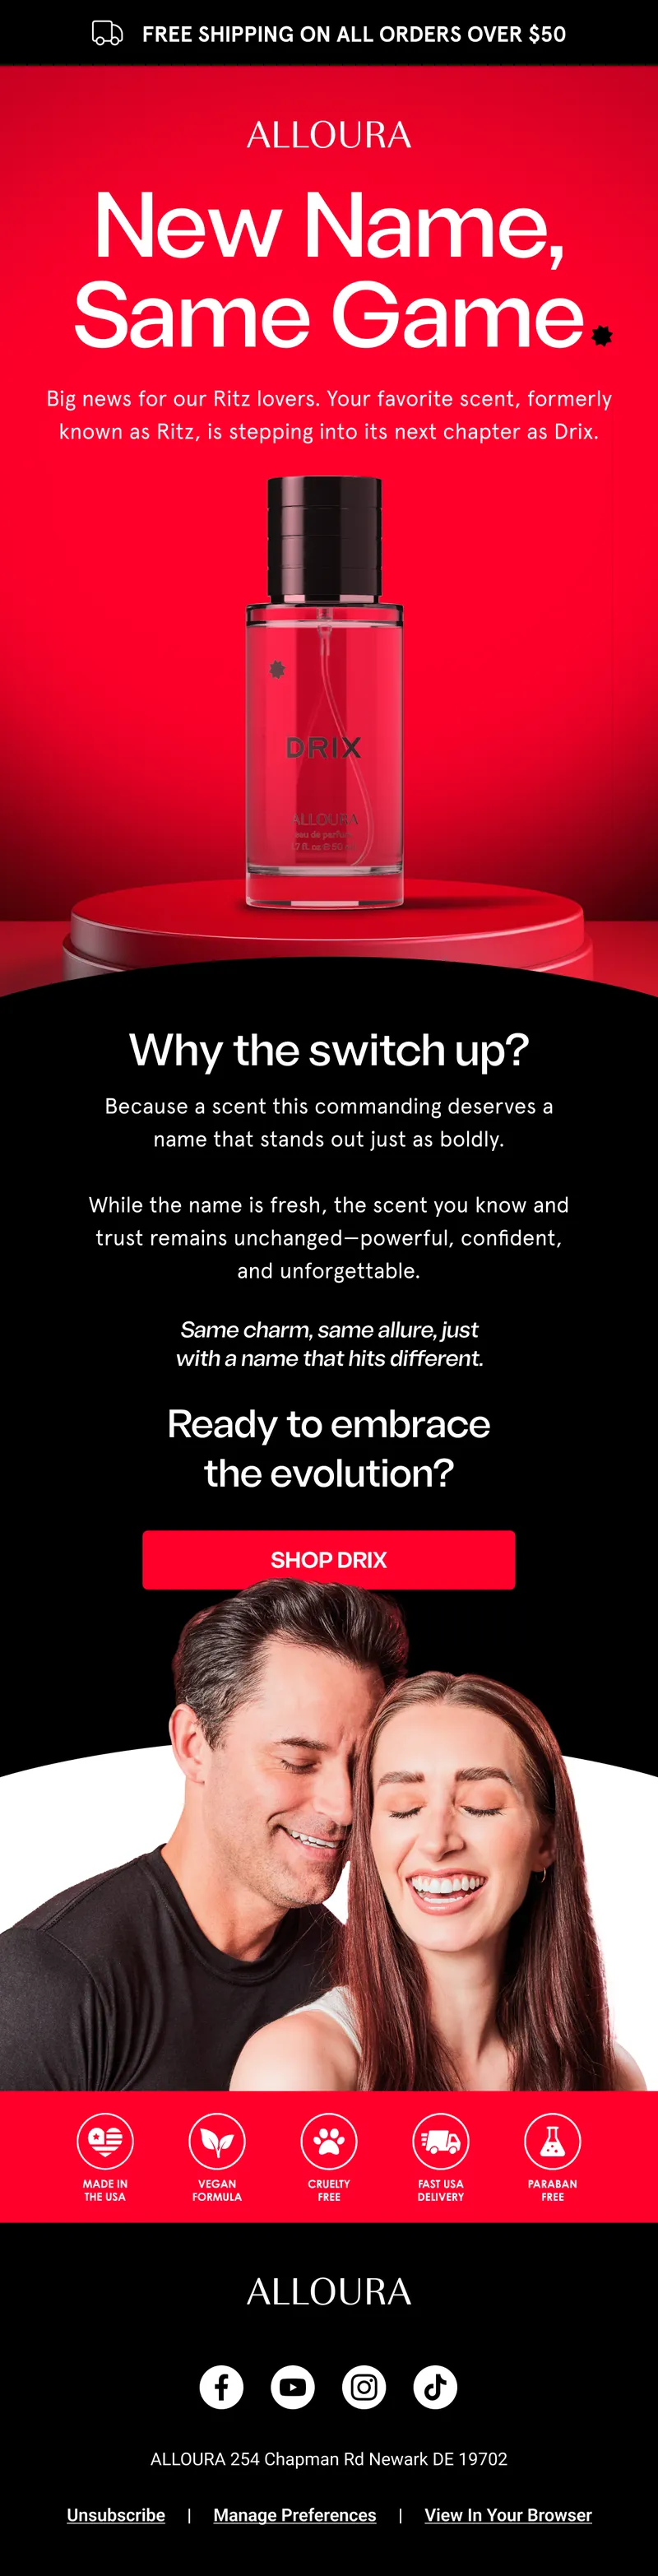 FREE SHIPPING ON ALL ORDERS OVER $50
ALLOURA
New Name,
Same Game
Big news for our Ritz lovers. Your favorite scent, formerly
known as Ritz, is stepping into its next chapter as Drix.
DRIX
ALLOURA
eau de parfum
Why the switch up?
Because a scent this commanding deserves a
name that stands out just as boldly.
While the name is fresh, the scent you know and
trust remains unchanged—powerful, confident,
and unforgettable.
Same charm, same allure, just
with a name that hits different.
Ready to embrace
the evolution?
SHOP DRIX
MADE IN
THE USA
VEGAN
FORMULA
CRUELTY
FREE
FAST USA
DELIVERY
PARABAN
FREE
ALLOURA
ALLOURA 254 Chapman Rd Newark DE 19702
Unsubscribe | Manage Preferences | View In Your Browser